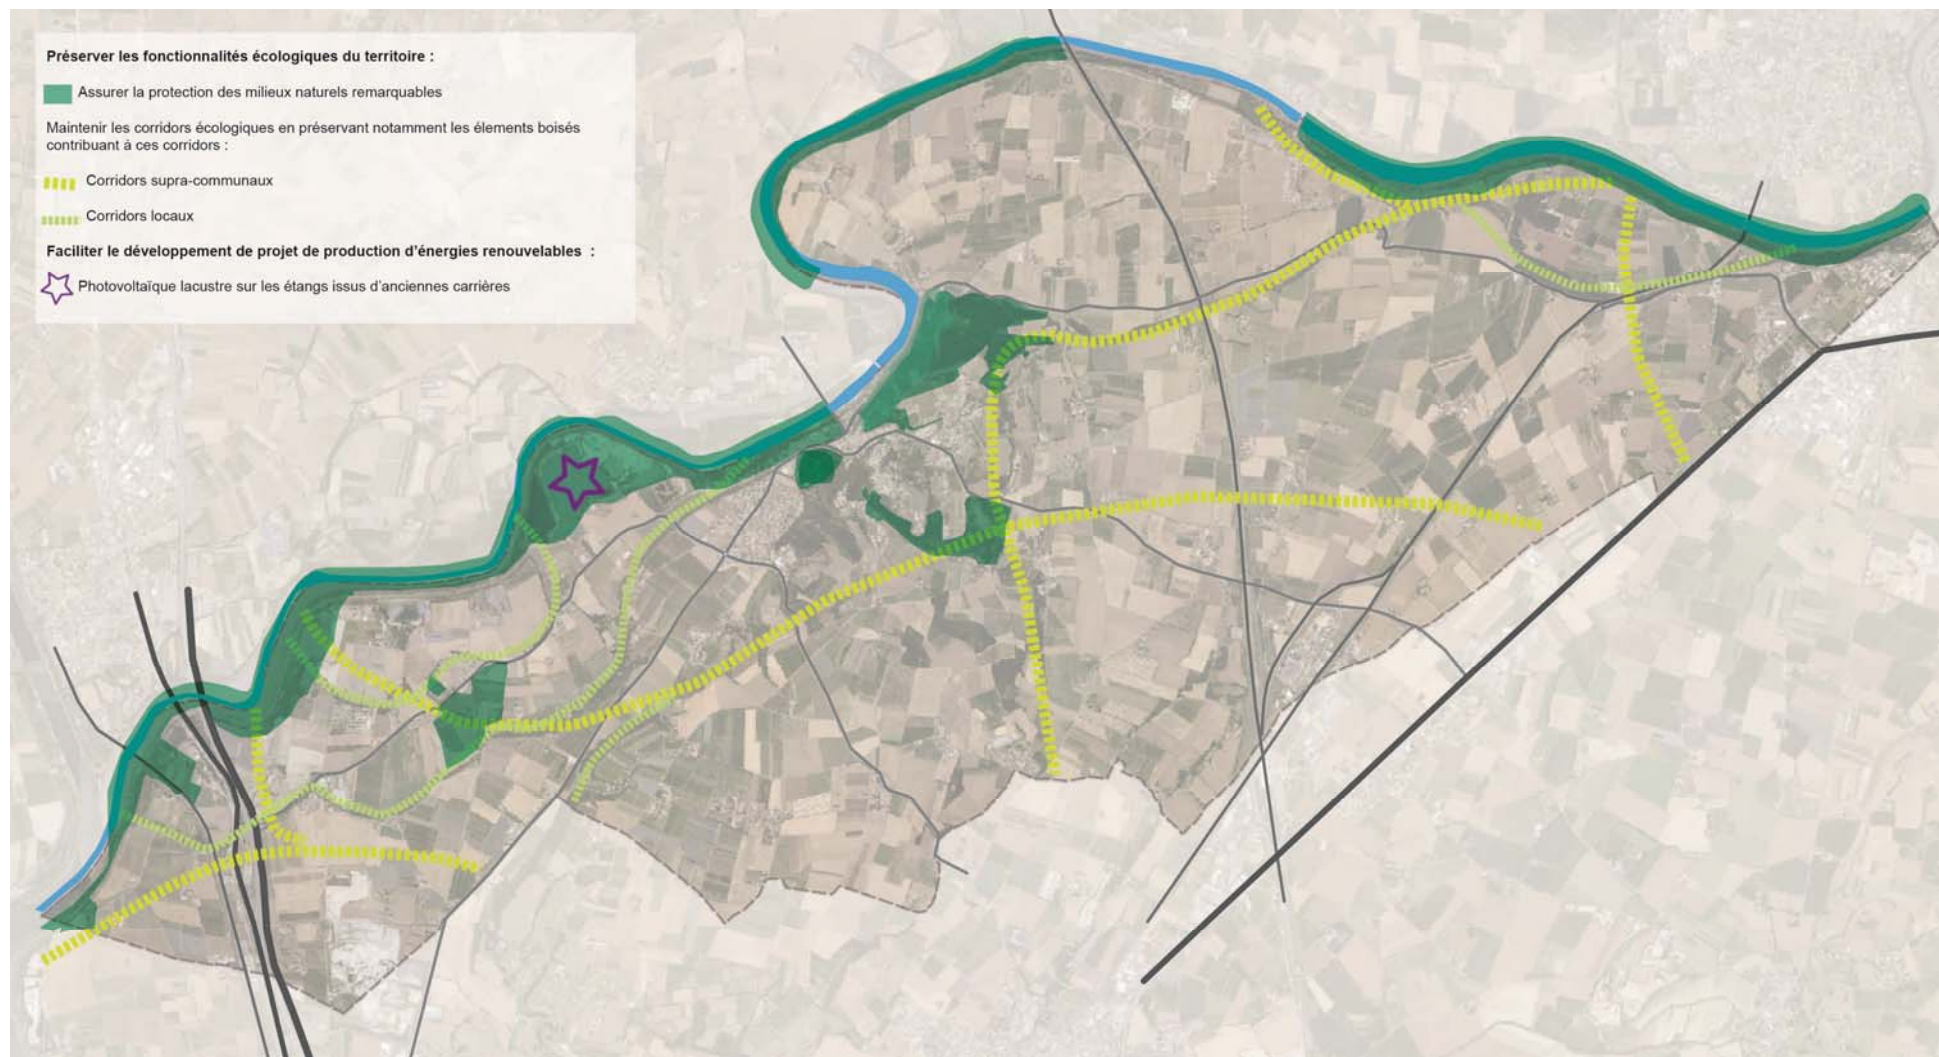 Préserver les fonctionnalités écologiques du territoire :
Assurer la protection des milieux naturels remarquables
Maintenir les corridors écologiques en préservant notamment les élements boisés
contribuant à ces corridors :
Corridors supra-communaux
Corridors locaux
Faciliter le développement de projet de production d'énergies renouvelables :
Photovoltaïque lacustre sur les étangs issus d'anciennes carrières